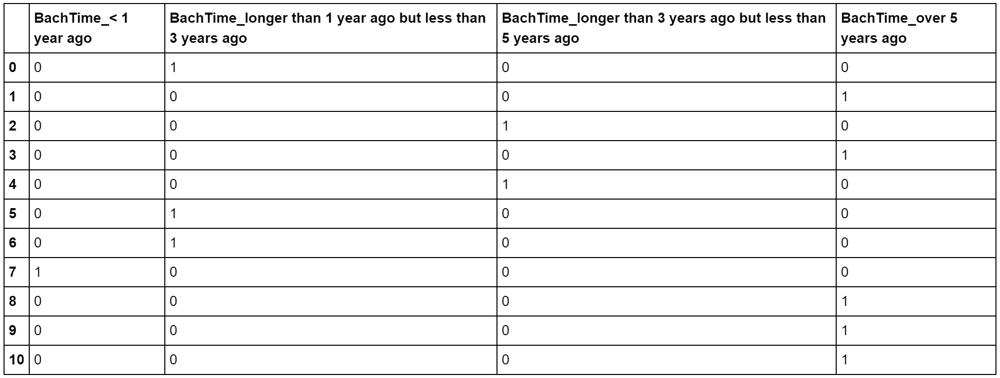 BachTime_< 1 year ago BachTime_longer than 1 year ago but less than 3 years ago BachTime_longer than 3 years ago but less than 5 years ago BachTime_over 5 years ago
0 0 1 0 0
1 0 0 0 1
2 0 0 1 0
3 0 0 0 1
4 0 0 1 0
5 0 1 0 0
6 0 1 0 0
7 1 0 0 0
8 0 0 0 1
9 0 0 0 1
10 0 0 0 1